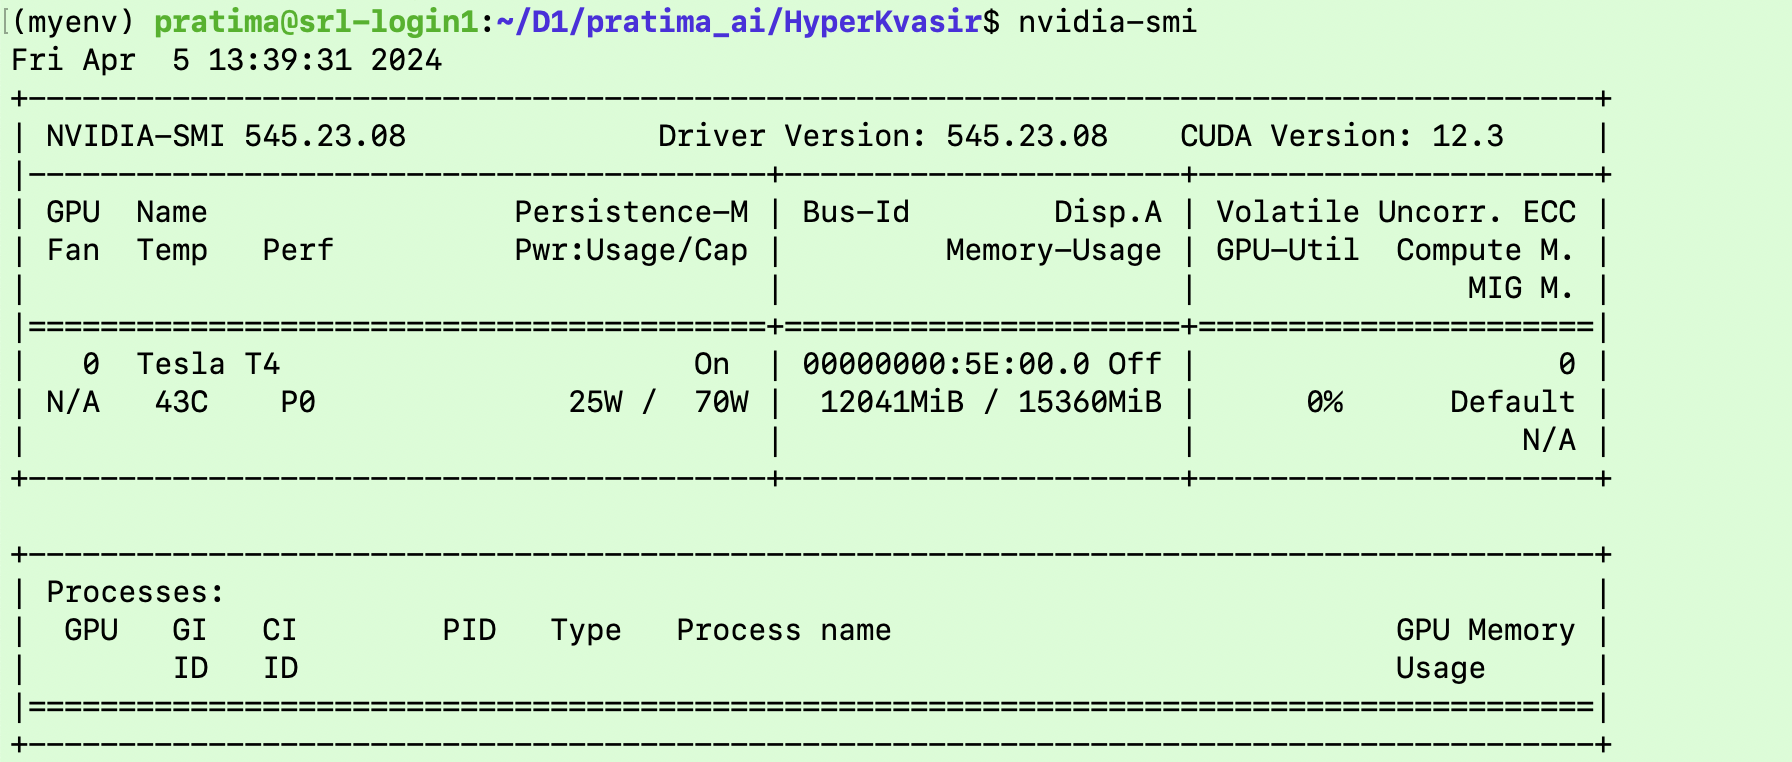 (myenv) pratima@srl-login1:~/D1/pratima_ai/HyperKvasir$ nvidia-smi
Fri Apr  5 13:39:31 2024
+---------------------------------------------------------------------------------------+
| NVIDIA-SMI 545.23.08              Driver Version: 545.23.08    CUDA Version: 12.3     |
|-----------------------------------------+----------------------+----------------------+
| GPU  Name                 Persistence-M | Bus-Id        Disp.A | Volatile Uncorr. ECC |
| Fan  Temp   Perf          Pwr:Usage/Cap |         Memory-Usage | GPU-Util  Compute M. |
|                                         |                      |               MIG M. |
|=========================================+======================+======================|
|   0  Tesla T4                       On  | 00000000:5E:00.0 Off |                    0 |
| N/A   43C    P0              25W /  70W |  12041MiB / 15360MiB |      0%      Default |
|                                         |                      |                  N/A |
+-----------------------------------------+----------------------+----------------------+

+---------------------------------------------------------------------------------------+
| Processes:                                                                            |
|  GPU   GI   CI        PID   Type   Process name                            GPU Memory |
|        ID   ID                                                             Usage      |
|=======================================================================================|
+---------------------------------------------------------------------------------------+